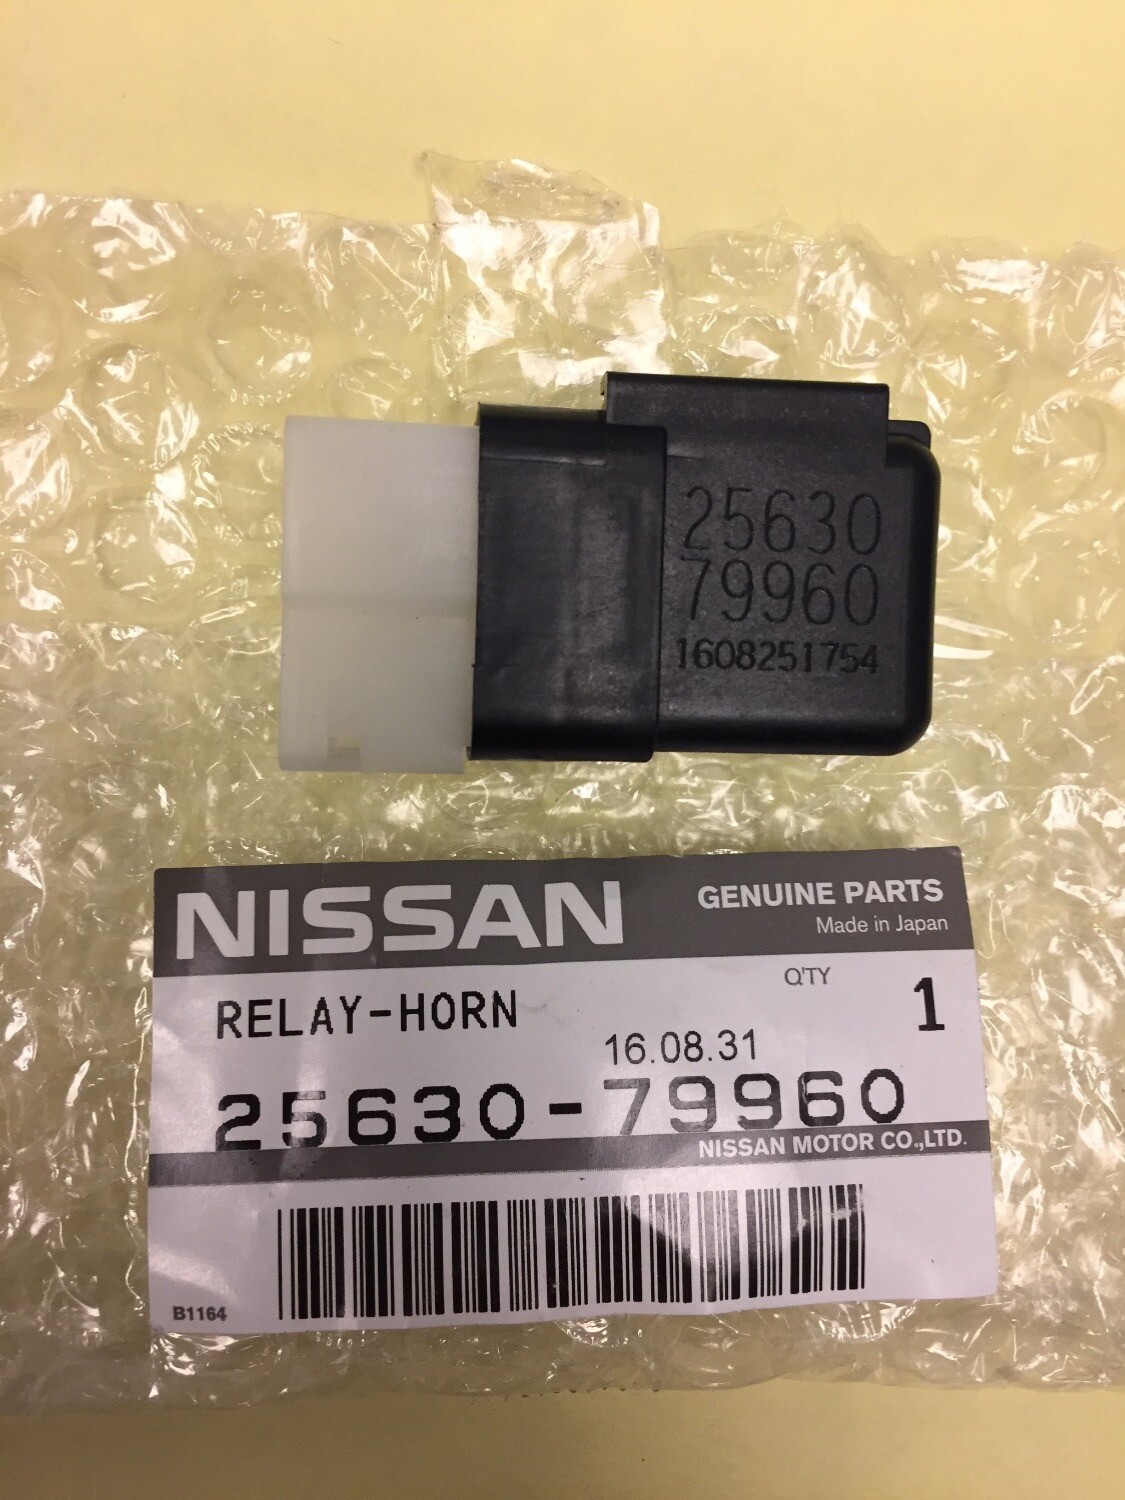 25630
79960
1608251754
NISSAN
GENUINE PARTS
Made in Japan
Q'TY
RELAY-HORN
1
16.08.31
25630-79960
NISSAN MOTOR CO.,LTD.
B1164